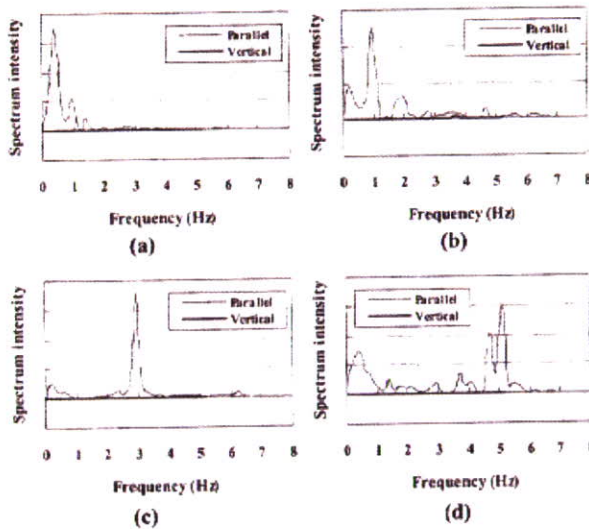 Spectrum intensity
Parallel
Vertical
0 1 2 3 4 5 6 7 8
Frequency (Hz)
(a)
Spectrum intensity
Parallel
Vertical
0 1 2 3 4 5 6 7 8
Frequency (Hz)
(b)
Spectrum intensity
Parallel
Vertical
0 1 2 3 4 5 6 7 8
Frequency (Hz)
(c)
Spectrum intensity
Parallel
Vertical
0 1 2 3 4 5 6 7 8
Frequency (Hz)
(d)